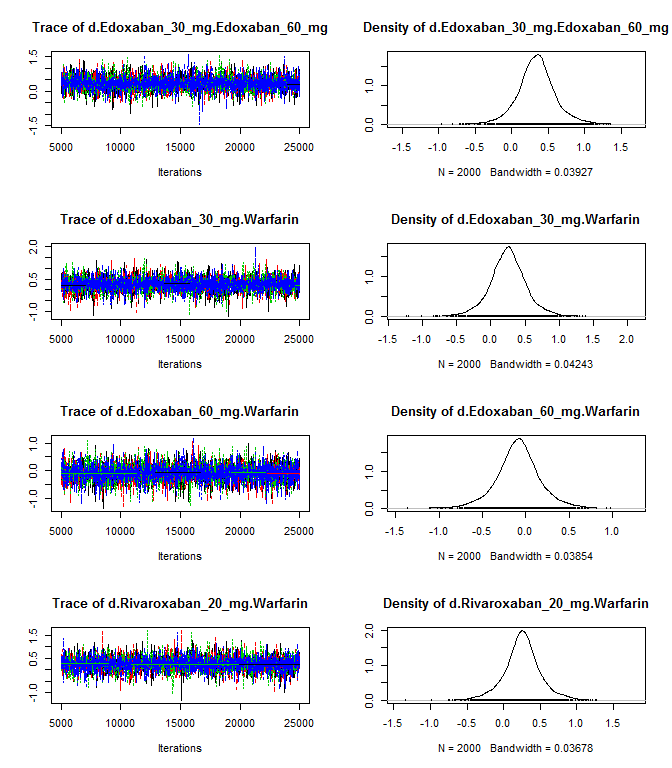 Trace of d.Edoxaban_30_mg.Edoxaban_60_mg
1.5
0.0
-1.5
5000 10000 15000 20000 25000
Iterations
Density of d.Edoxaban_30_mg.Edoxaban_60_mg
1.0
0.0
-1.5 -1.0 -0.5 0.0 0.5 1.0 1.5
N = 2000 Bandwidth = 0.03927
Trace of d.Edoxaban_30_mg.Warfarin
2.0
0.5
-1.0
5000 10000 15000 20000 25000
Iterations
Density of d.Edoxaban_30_mg.Warfarin
1.0
0.0
-1.5 -1.0 -0.5 0.0 0.5 1.0 1.5 2.0
N = 2000 Bandwidth = 0.04243
Trace of d.Edoxaban_60_mg.Warfarin
1.0
0.0
-1.0
5000 10000 15000 20000 25000
Iterations
Density of d.Edoxaban_60_mg.Warfarin
1.0
0.0
-1.5 -1.0 -0.5 0.0 0.5 1.0
N = 2000 Bandwidth = 0.03854
Trace of d.Rivaroxaban_20_mg.Warfarin
1.5
0.5
-1.0
5000 10000 15000 20000 25000
Iterations
Density of d.Rivaroxaban_20_mg.Warfarin
2.0
1.0
0.0
-1.5 -1.0 -0.5 0.0 0.5 1.0 1.5
N = 2000 Bandwidth = 0.03678